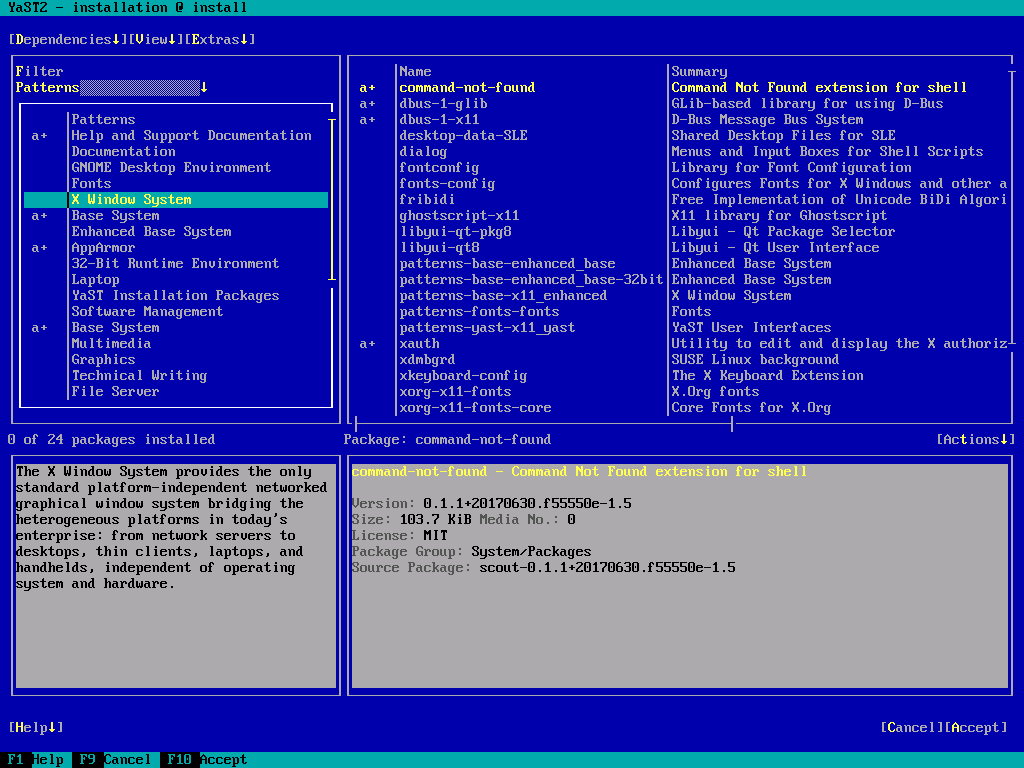 YaST2 - installation @ install
[Dependencies↓][View↓][Extras↓]
Filter
Patterns ↓
Patterns
a+ Help and Support Documentation
Documentation
GNOME Desktop Environment
Fonts
X Window System
a+ Base System
Enhanced Base System
a+ AppArmor
32-Bit Runtime Environment
Laptop
YaST Installation Packages
Software Management
a+ Base System
Multimedia
Graphics
Technical Writing
File Server
Name Summary
a+ command-not-found Command Not Found extension for shell
a+ dbus-1-glib GLib-based library for using D-Bus
a+ dbus-1-x11 D-Bus Message Bus System
desktop-data-SLE Shared Desktop Files for SLE
dialog Menus and Input Boxes for Shell Scripts
fontconfig Library for Font Configuration
fonts-config Configures Fonts for X Windows and other a
fribidi Free Implementation of Unicode BiDi Algori
ghostscript-x11 X11 library for Ghostscript
libyui-qt-pkg8 Libyui - Qt Package Selector
libyui-qt8 Libyui - Qt User Interface
patterns-base-enhanced_base Enhanced Base System
patterns-base-enhanced_base-32bit Enhanced Base System
patterns-base-x11_enhanced X Window System
patterns-fonts-fonts Fonts
patterns-yast-x11_yast YaST User Interfaces
a+ xauth Utility to edit and display the X authoriz
xdmbgrd SUSE Linux background
xkeyboard-config The X Keyboard Extension
xorg-x11-fonts X.Org fonts
xorg-x11-fonts-core Core Fonts for X.Org
0 of 24 packages installed
Package: command-not-found [Actions↓]
The X Window System provides the only
standard platform-independent networked
graphical window system bridging the
heterogeneous platforms in today's
enterprise: from network servers to
desktops, thin clients, laptops, and
handhelds, independent of operating
system and hardware.
command-not-found - Command Not Found extension for shell
Version: 0.1.1+20170630.f55550e-1.5
Size: 103.7 KiB Media No.: 0
License: MIT
Package Group: System/Packages
Source Package: scout-0.1.1+20170630.f55550e-1.5
[Help↓] [Cancel][Accept]
F1 Help F9 Cancel F10 Accept